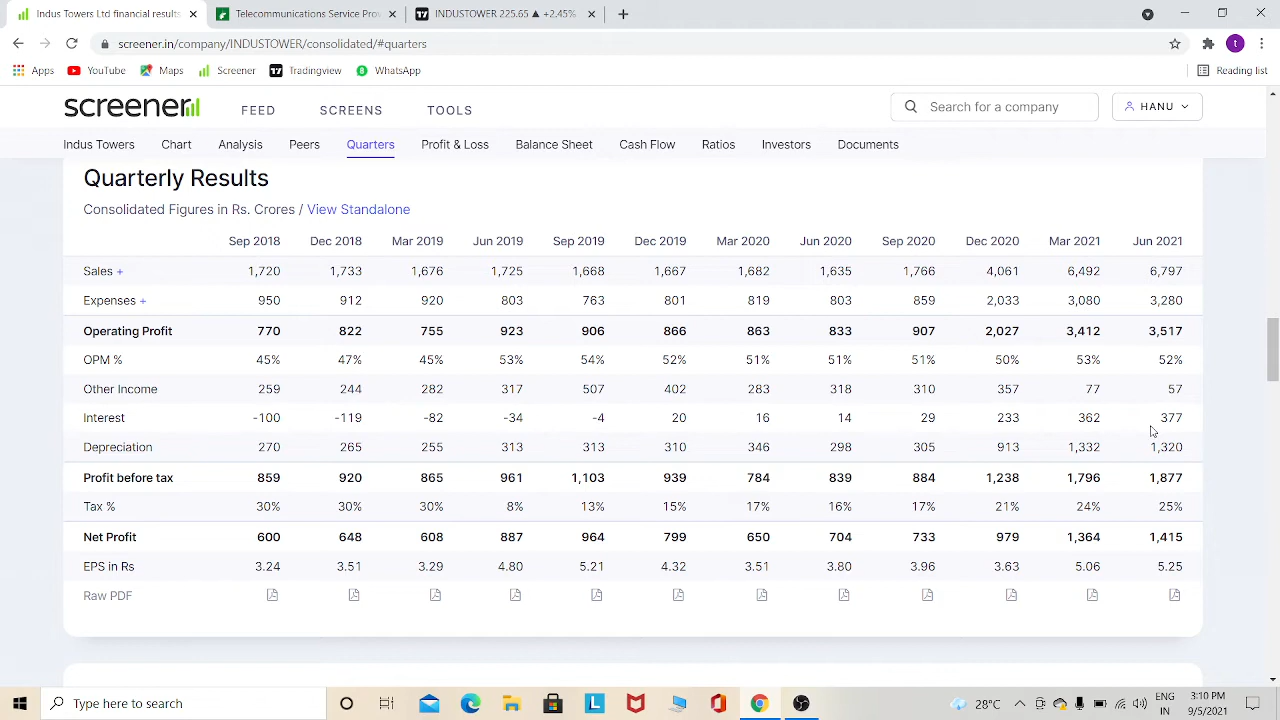 Indus Towers Ltd financial results
Telecommunications Service Prov
INDUSTOWER 225.65 ▲ +2.45%
screener.in/company/INDUSTOWER/consolidated/#quarters
t
Apps YouTube Maps Screener Tradingview WhatsApp Reading list
screener FEED SCREENS TOOLS Search for a company HANU
Indus Towers Chart Analysis Peers Quarters Profit & Loss Balance Sheet Cash Flow Ratios Investors Documents
Quarterly Results
Consolidated Figures in Rs. Crores / View Standalone
Sep 2018 Dec 2018 Mar 2019 Jun 2019 Sep 2019 Dec 2019 Mar 2020 Jun 2020 Sep 2020 Dec 2020 Mar 2021 Jun 2021
Sales + 1,720 1,733 1,676 1,725 1,668 1,667 1,682 1,635 1,766 4,061 6,492 6,797
Expenses + 950 912 920 803 763 801 819 803 859 2,033 3,080 3,280
Operating Profit 770 822 755 923 906 866 863 833 907 2,027 3,412 3,517
OPM % 45% 47% 45% 53% 54% 52% 51% 51% 51% 50% 53% 52%
Other Income 259 244 282 317 507 402 283 318 310 357 77 57
Interest -100 -119 -82 -34 -4 20 16 14 29 233 362 377
Depreciation 270 265 255 313 313 310 346 298 305 913 1,332 1,320
Profit before tax 859 920 865 961 1,103 939 784 839 884 1,238 1,796 1,877
Tax % 30% 30% 30% 8% 13% 15% 17% 16% 17% 21% 24% 25%
Net Profit 600 648 608 887 964 799 650 704 733 979 1,364 1,415
EPS in Rs 3.24 3.51 3.29 4.80 5.21 4.32 3.51 3.80 3.96 3.63 5.06 5.25
Raw PDF
Type here to search
28°C
ENG
IN
3:10 PM
9/5/2021